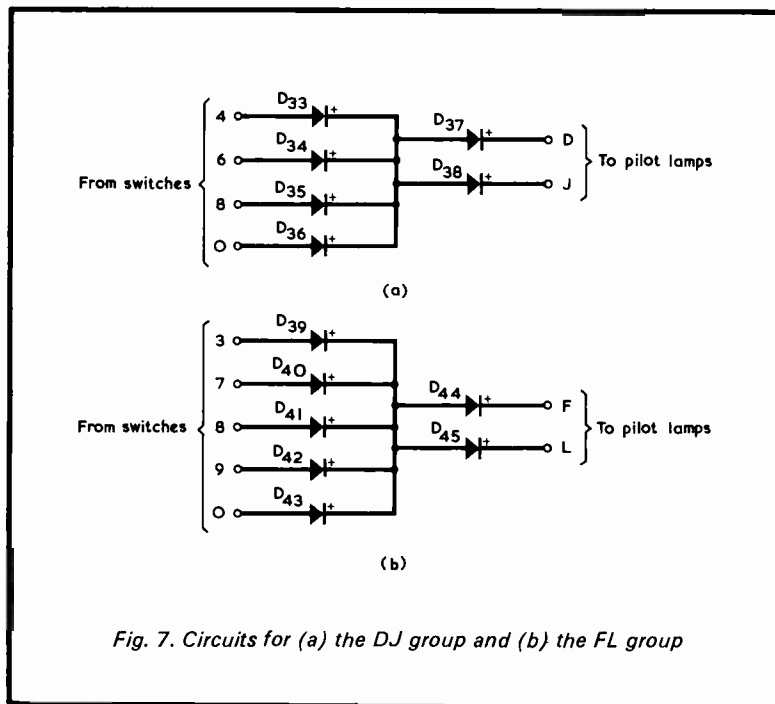 4 D33 +
D37 + D
6 D34 +
From switches To pilot lamps
D38 + J
8 D35 +
O D36 +
(a)
3 D39 +
7 D40 +
D44 + F
From switches 8 D41 + To pilot lamps
D45 + L
9 D42 +
O D43 +
(b)
Fig. 7. Circuits for (a) the DJ group and (b) the FL group